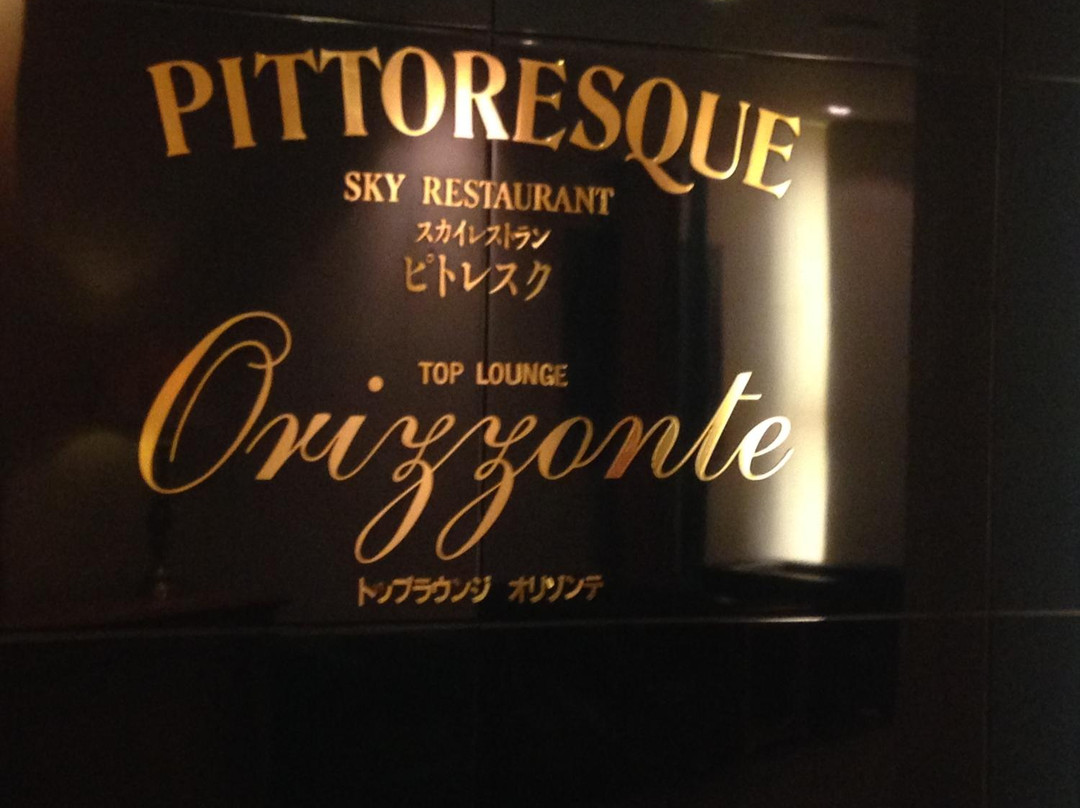 PITTORESQUE
SKY RESTAURANT
スカイレストラン
ピトレスク
TOP LOUNGE
Orizzonte
トップラウンジ オリゾンテ